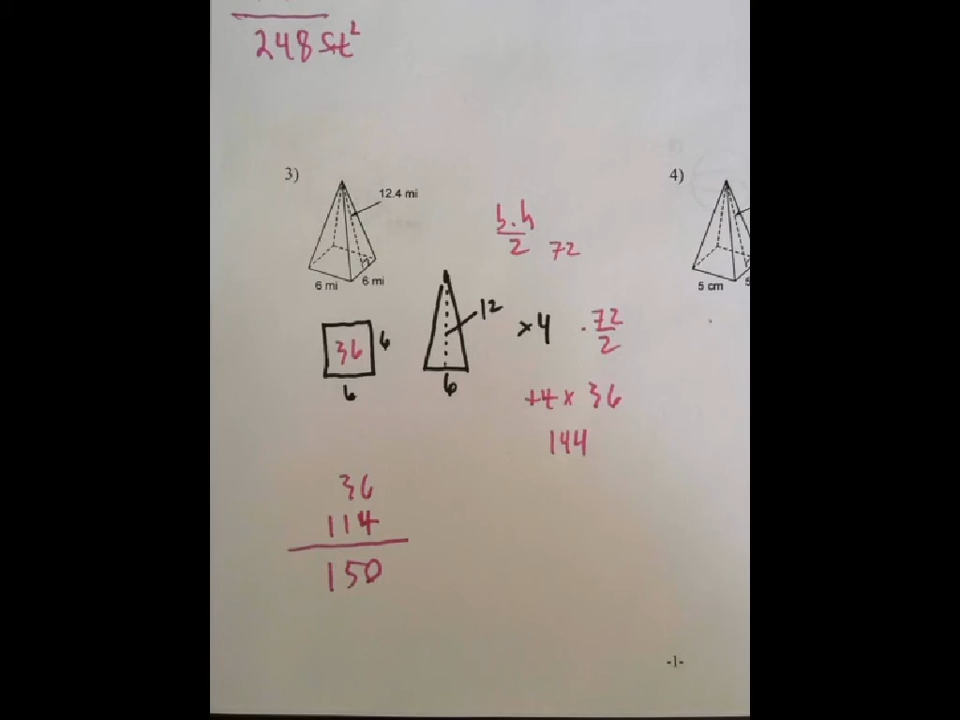 248 ft²
3)
12.4 mi
6 mi
6 mi
4)
5 cm
b.h
2
72
12
36
6
6
6
×4
. 72
2
+4 × 36
144
36
114
150
-1-